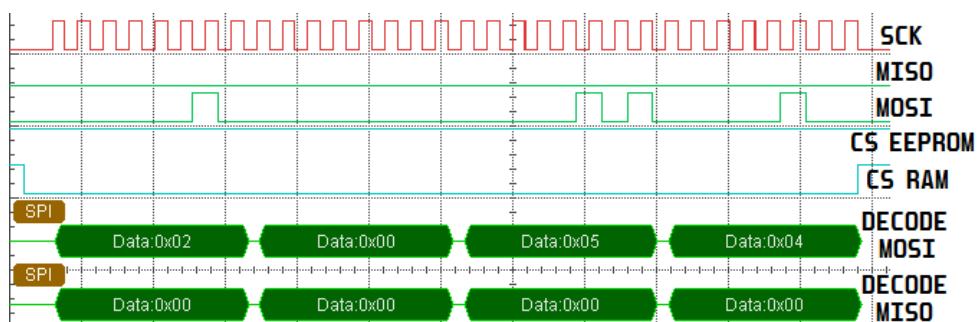 SCK
MISO
MOSI
CS EEPROM
CS RAM
SPI
Data:0x02 Data:0x00 Data:0x05 Data:0x04
DECODE
MOSI
SPI
Data:0x00 Data:0x00 Data:0x00 Data:0x00
DECODE
MISO